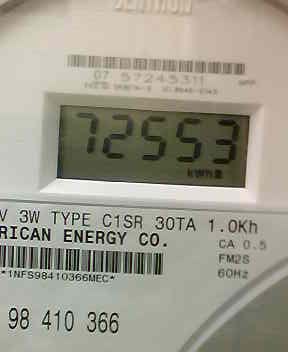 CENTRON
07 57245311
72553
kWh
V 3W TYPE C1SR 30TA 1.0Kh
RICAN ENERGY CO.
CA 0.5
FM2S
60Hz
*1NFS98410366MEC*
98 410 366